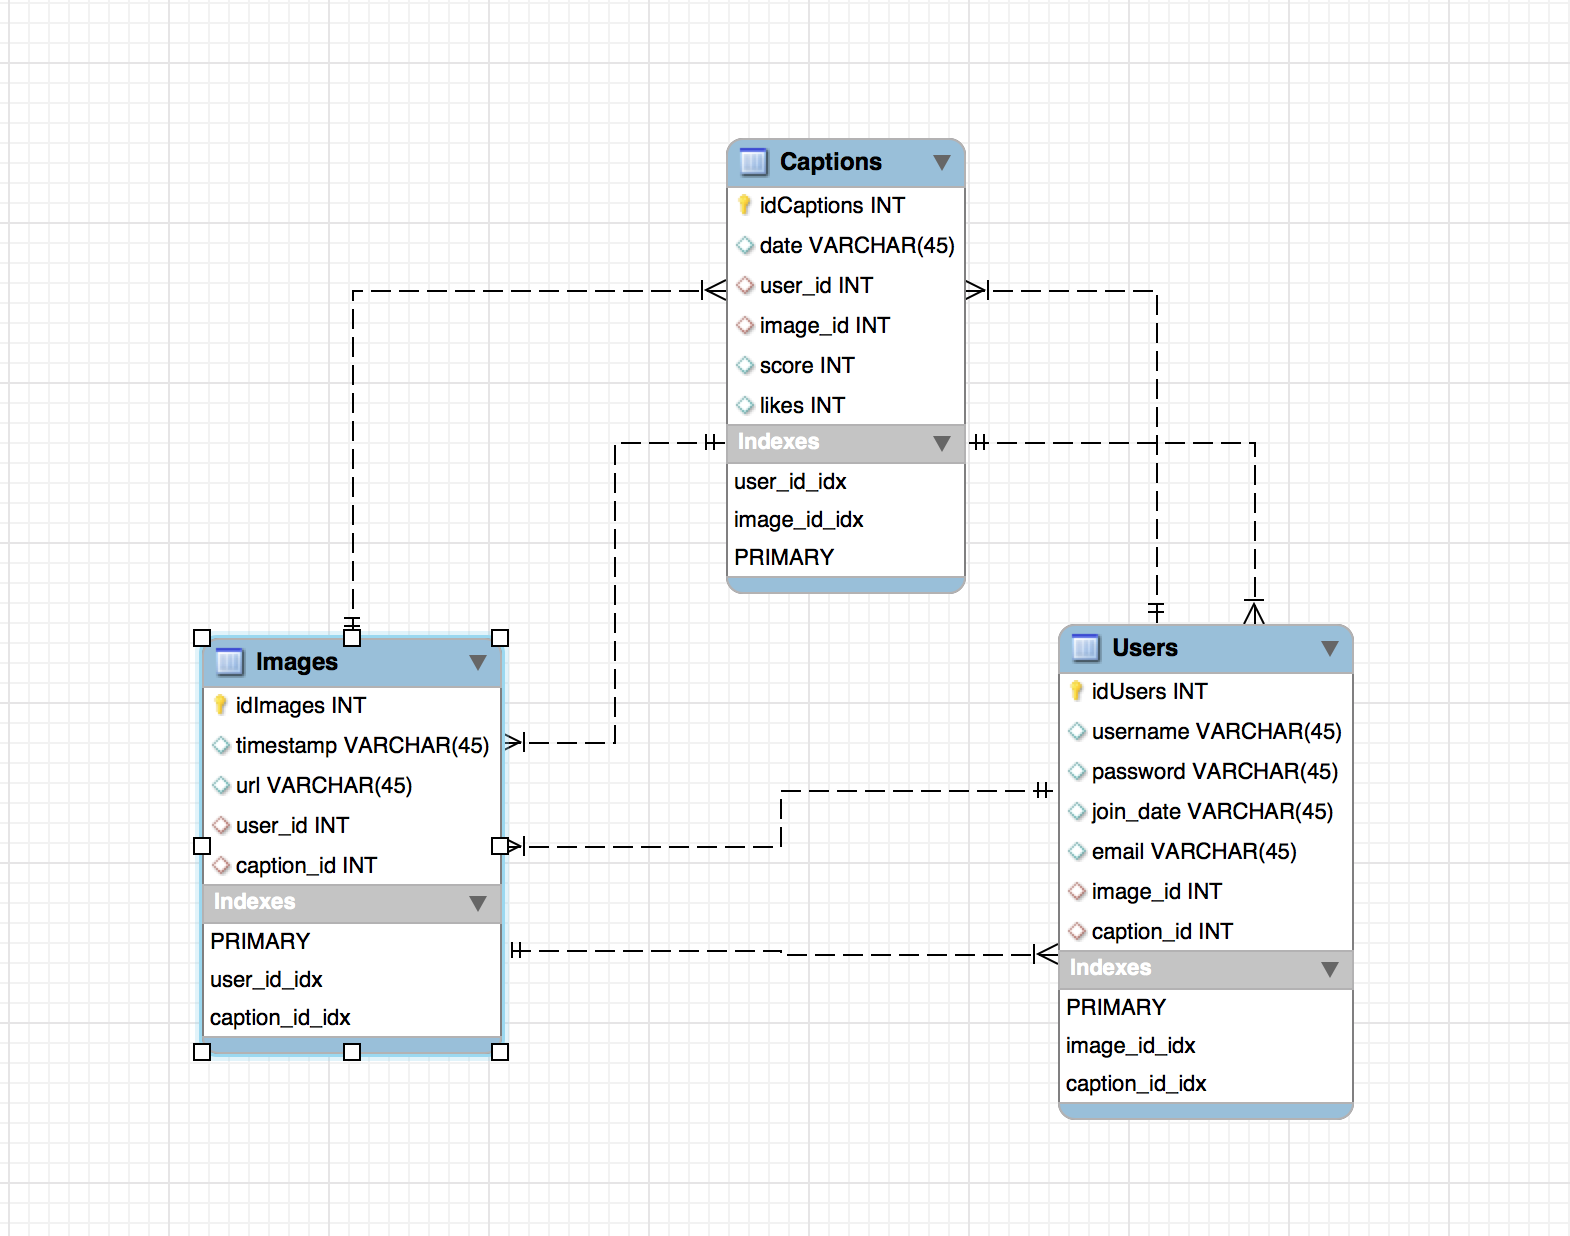 Captions
idCaptions INT
date VARCHAR(45)
user_id INT
image_id INT
score INT
likes INT
Indexes
user_id_idx
image_id_idx
PRIMARY
Images
idImages INT
timestamp VARCHAR(45)
url VARCHAR(45)
user_id INT
caption_id INT
Indexes
PRIMARY
user_id_idx
caption_id_idx
Users
idUsers INT
username VARCHAR(45)
password VARCHAR(45)
join_date VARCHAR(45)
email VARCHAR(45)
image_id INT
caption_id INT
Indexes
PRIMARY
image_id_idx
caption_id_idx